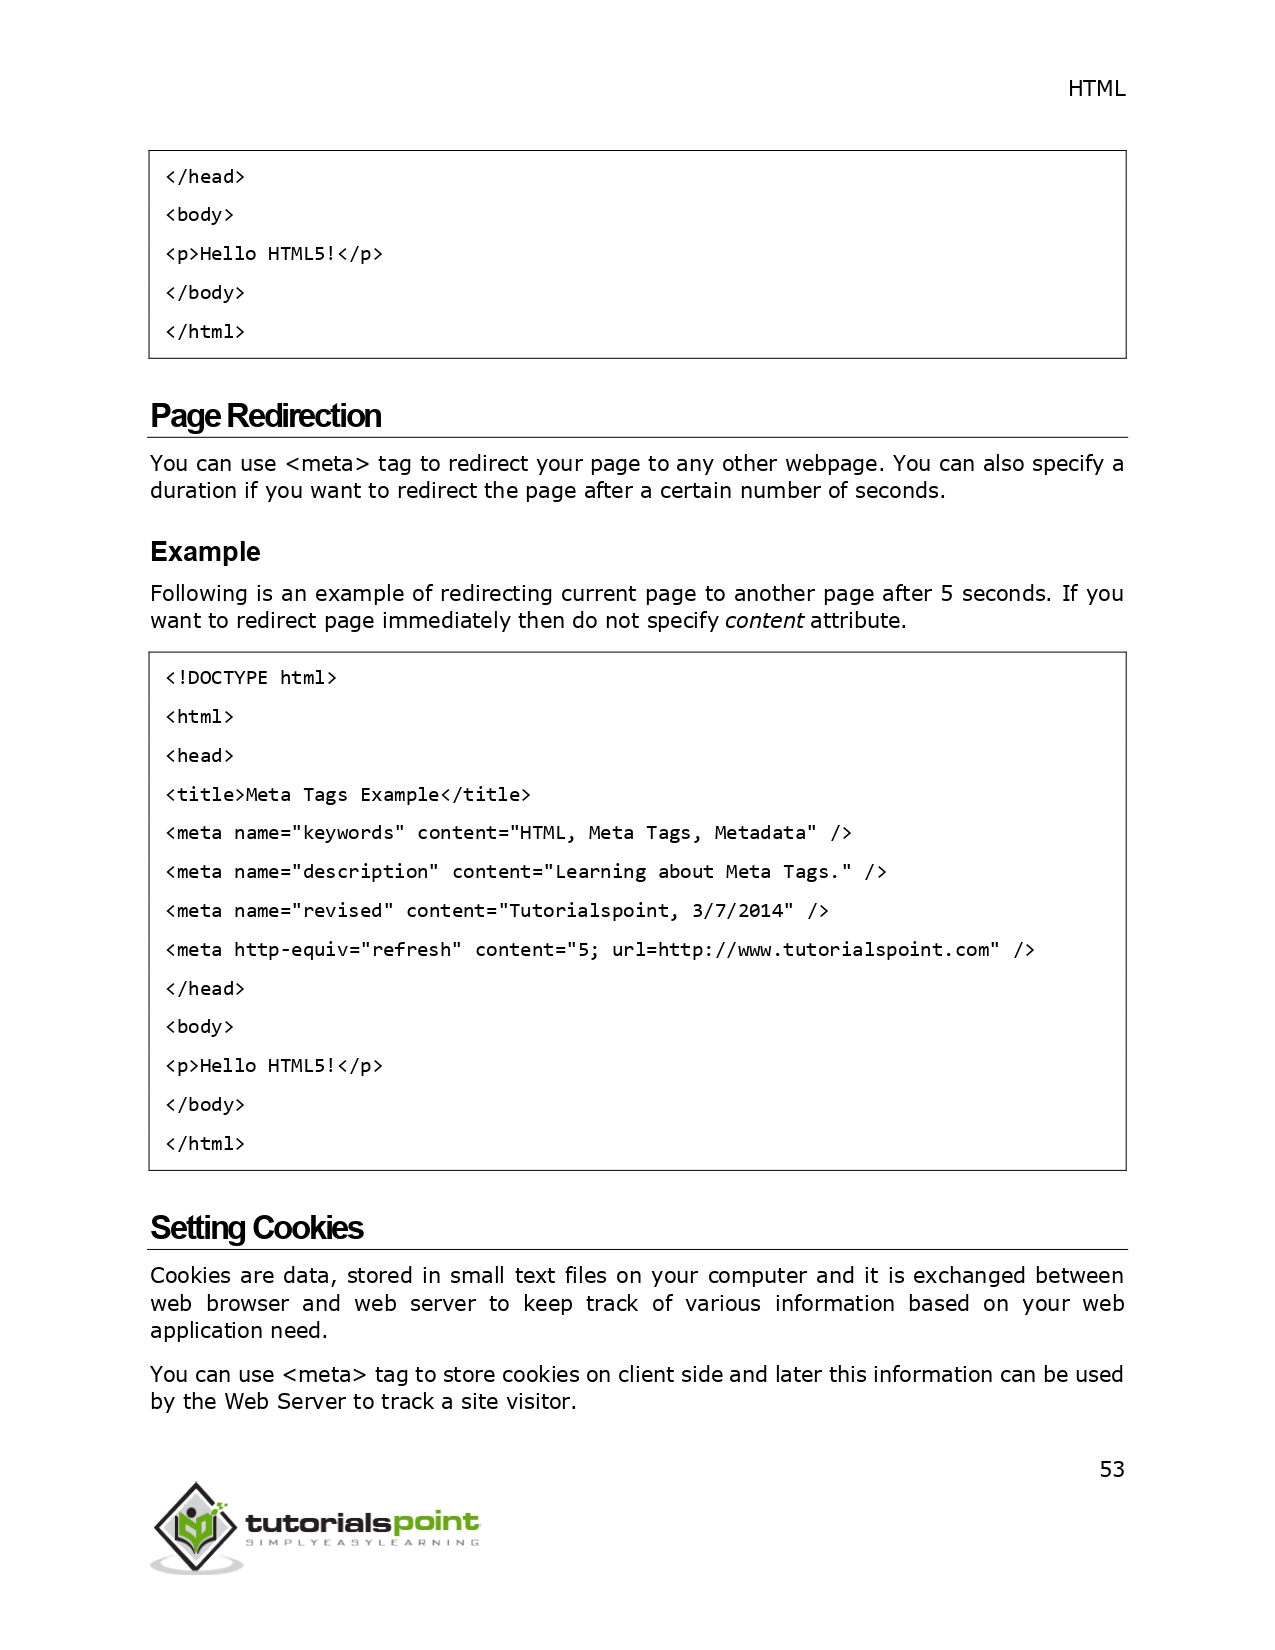 HTML
</head>
<body>
<p>Hello HTML5!</p>
</body>
</html>
Page Redirection
You can use <meta> tag to redirect your page to any other webpage. You can also specify a
duration if you want to redirect the page after a certain number of seconds.
Example
Following is an example of redirecting current page to another page after 5 seconds. If you
want to redirect page immediately then do not specify content attribute.
<!DOCTYPE html>
<html>
<head>
<title>Meta Tags Example</title>
<meta name="keywords" content="HTML, Meta Tags, Metadata" />
<meta name="description" content="Learning about Meta Tags." />
<meta name="revised" content="Tutorialspoint, 3/7/2014" />
<meta http-equiv="refresh" content="5; url=http://www.tutorialspoint.com" />
</head>
<body>
<p>Hello HTML5!</p>
</body>
</html>
Setting Cookies
Cookies are data, stored in small text files on your computer and it is exchanged between
web browser and web server to keep track of various information based on your web
application need.
You can use <meta> tag to store cookies on client side and later this information can be used
by the Web Server to track a site visitor.
53
tutorialspoint
SIMPLYEASYLEARNING